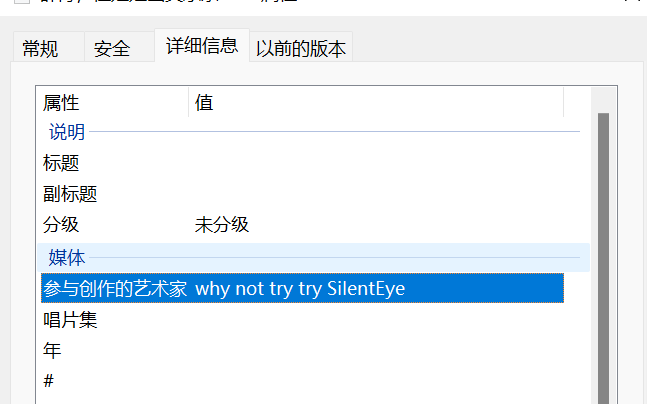 常规
安全
详细信息
以前的版本
属性 值
说明
标题
副标题
分级 未分级
媒体
参与创作的艺术家 why not try try SilentEye
唱片集
年
#